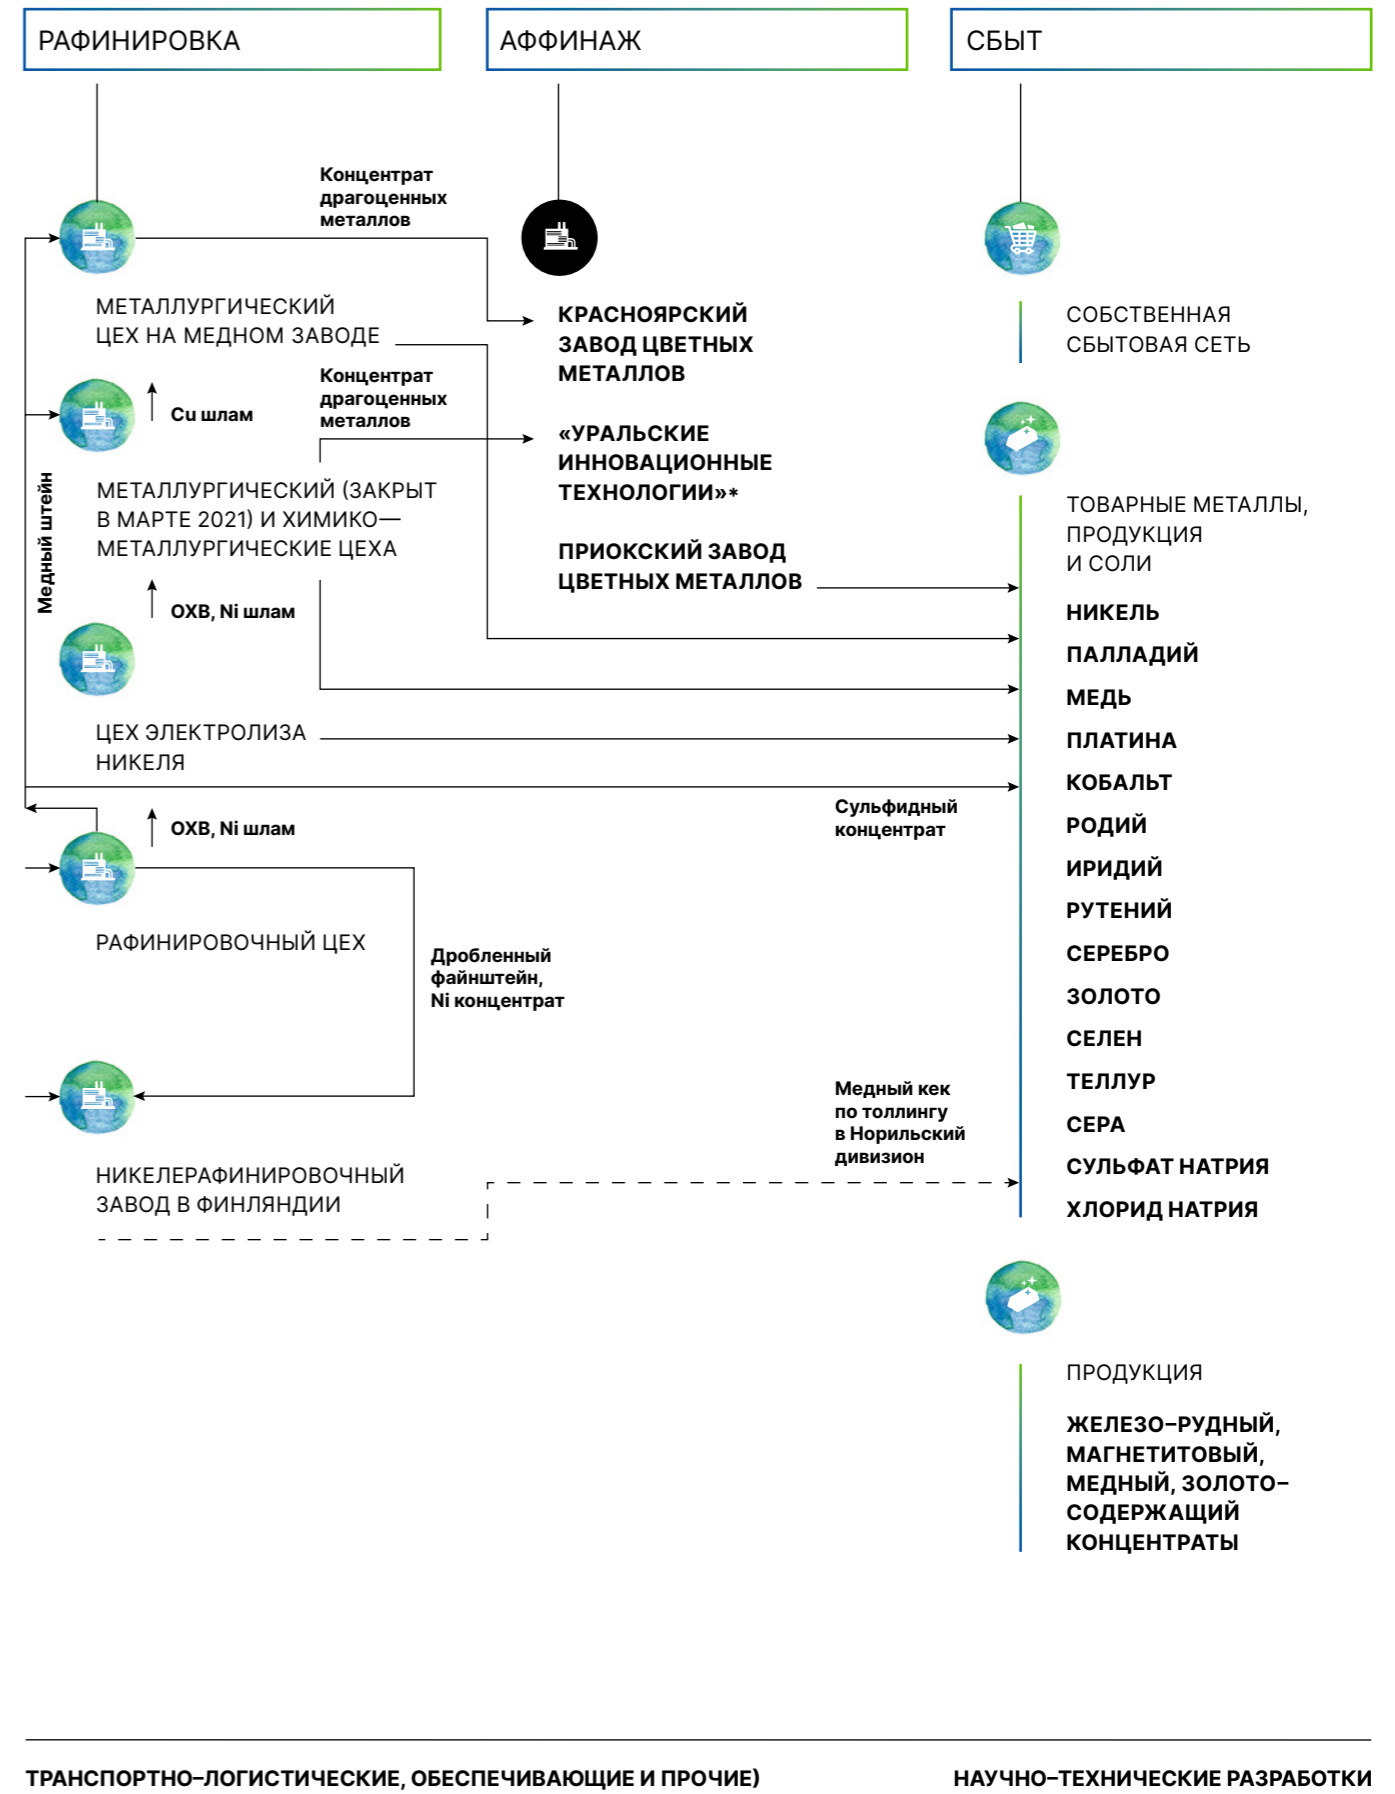 РАФИНИРОВКА
АФФИНАЖ
СБЫТ
Концентрат
драгоценных
металлов
МЕТАЛЛУРГИЧЕСКИЙ
ЦЕХ НА МЕДНОМ ЗАВОДЕ
Концентрат
драгоценных
металлов
Cu шлам
Медный штейн
МЕТАЛЛУРГИЧЕСКИЙ (ЗАКРЫТ
В МАРТЕ 2021) И ХИМИКО—
МЕТАЛЛУРГИЧЕСКИЕ ЦЕХА
ОХВ, Ni шлам
ЦЕХ ЭЛЕКТРОЛИЗА
НИКЕЛЯ
ОХВ, Ni шлам
РАФИНИРОВОЧНЫЙ ЦЕХ
Дробленный
файнштейн,
Ni концентрат
НИКЕЛЕРАФИНИРОВОЧНЫЙ
ЗАВОД В ФИНЛЯНДИИ
КРАСНОЯРСКИЙ
ЗАВОД ЦВЕТНЫХ
МЕТАЛЛОВ
«УРАЛЬСКИЕ
ИННОВАЦИОННЫЕ
ТЕХНОЛОГИИ»*
ПРИОКСКИЙ ЗАВОД
ЦВЕТНЫХ МЕТАЛЛОВ
Сульфидный
концентрат
Медный кек
по толлингу
в Норильский
дивизион
СОБСТВЕННАЯ
СБЫТОВАЯ СЕТЬ
ТОВАРНЫЕ МЕТАЛЛЫ,
ПРОДУКЦИЯ
И СОЛИ
НИКЕЛЬ
ПАЛЛАДИЙ
МЕДЬ
ПЛАТИНА
КОБАЛЬТ
РОДИЙ
ИРИДИЙ
РУТЕНИЙ
СЕРЕБРО
ЗОЛОТО
СЕЛЕН
ТЕЛЛУР
СЕРА
СУЛЬФАТ НАТРИЯ
ХЛОРИД НАТРИЯ
ПРОДУКЦИЯ
ЖЕЛЕЗО–РУДНЫЙ,
МАГНЕТИТОВЫЙ,
МЕДНЫЙ, ЗОЛОТО–
СОДЕРЖАЩИЙ
КОНЦЕНТРАТЫ
ТРАНСПОРТНО–ЛОГИСТИЧЕСКИЕ, ОБЕСПЕЧИВАЮЩИЕ И ПРОЧИЕ)
НАУЧНО–ТЕХНИЧЕСКИЕ РАЗРАБОТКИ